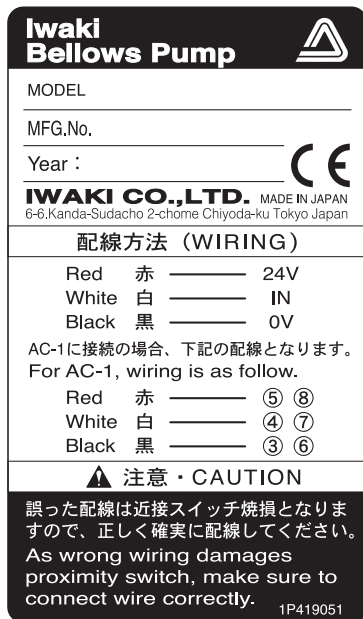 Iwaki
Bellows Pump
MODEL
MFG.No.
Year :
CE
IWAKI CO.,LTD. MADE IN JAPAN
6-6.Kanda-Sudacho 2-chome Chiyoda-ku Tokyo Japan
配線方法 (WIRING)
Red 赤 ——— 24V
White 白 ——— IN
Black 黒 ——— 0V
AC-1に接続の場合、下記の配線となります。
For AC-1, wiring is as follow.
Red 赤 ——— ⑤ ⑧
White 白 ——— ④ ⑦
Black 黒 ——— ③ ⑥
注意・CAUTION
誤った配線は近接スイッチ焼損となりま
すので、正しく確実に配線してください。
As wrong wiring damages
proximity switch, make sure to
connect wire correctly. 1P419051